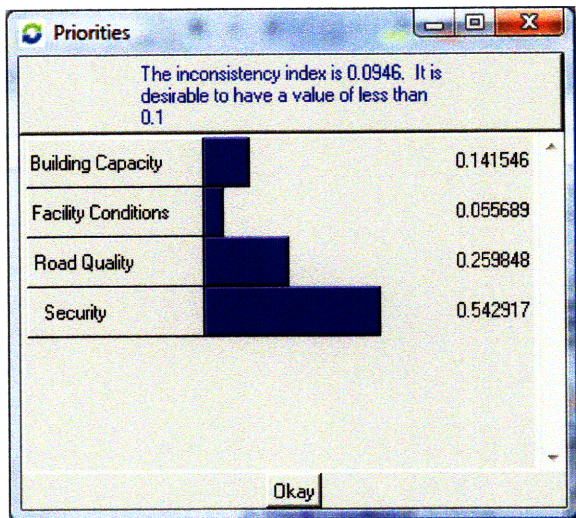 Priorities
The inconsistency index is 0.0946. It is
desirable to have a value of less than
0.1
Building Capacity 0.141546
Facility Conditions 0.055689
Road Quality 0.259848
Security 0.542917
Okay